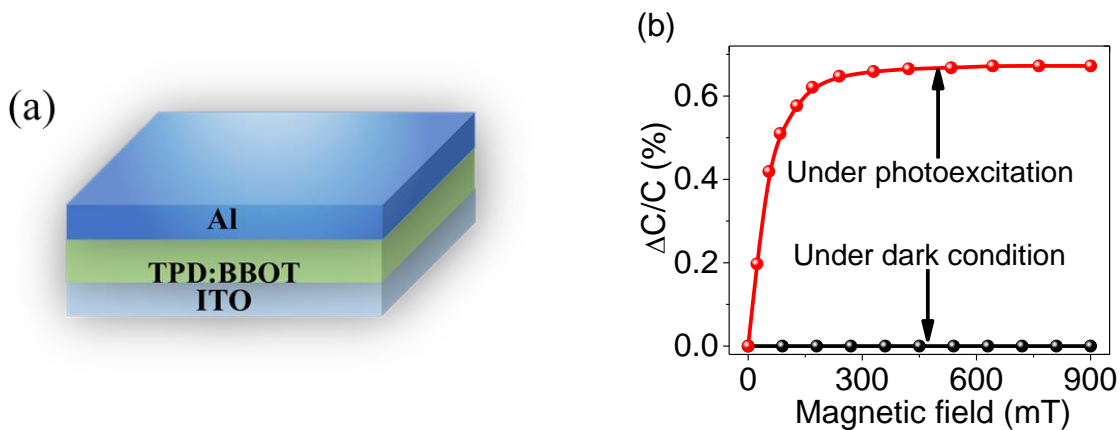 (a)
Al
TPD:BBOT
ITO
(b)
ΔC/C (%)
0.6
0.4
0.2
0.0
Under photoexcitation
Under dark condition
0 300 600 900
Magnetic field (mT)